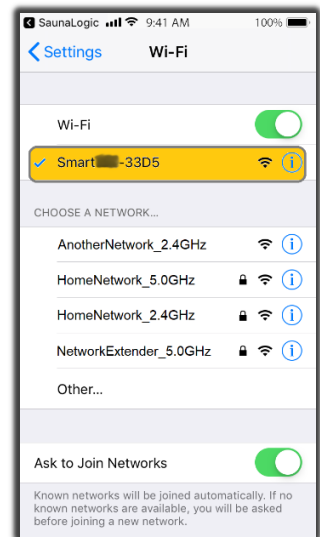 SaunaLogic 9:41 AM 100%
Settings Wi-Fi
Wi-Fi
Smart -33D5
CHOOSE A NETWORK...
AnotherNetwork_2.4GHz
HomeNetwork_5.0GHz
HomeNetwork_2.4GHz
NetworkExtender_5.0GHz
Other...
Ask to Join Networks
Known networks will be joined automatically. If no
known networks are available, you will be asked
before joining a new network.